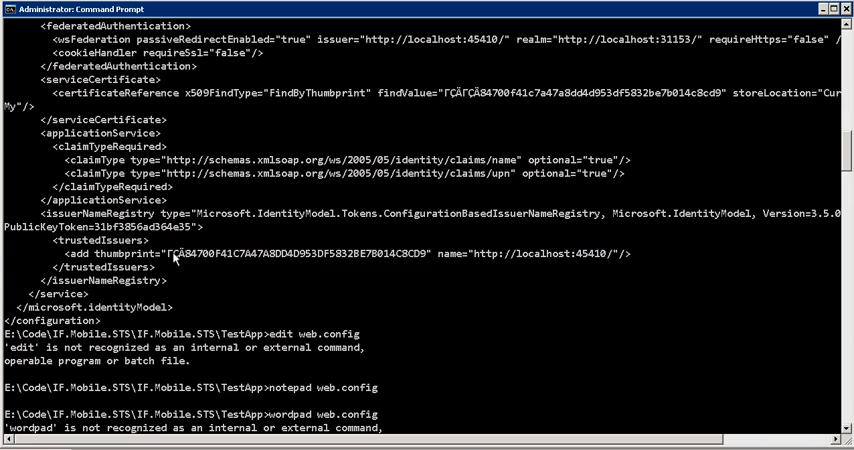 Administrator: Command Prompt
<federatedAuthentication>
<wsFederation passiveRedirectEnabled="true" issuer="http://localhost:45410/" realm="http://localhost:31153/" requireHttps="false" /
<cookieHandler requireSsl="false"/>
</federatedAuthentication>
<serviceCertificate>
<certificateReference x509FindType="FindByThumbprint" findValue="ΓÇÄΓÇÄ84700f41c7a47a8dd4d953df5832be7b014c8cd9" storeLocation="Cur
My"/>
</serviceCertificate>
<applicationService>
<claimTypeRequired>
<claimType type="http://schemas.xmlsoap.org/ws/2005/05/identity/claims/name" optional="true"/>
<claimType type="http://schemas.xmlsoap.org/ws/2005/05/identity/claims/upn" optional="true"/>
</claimTypeRequired>
</applicationService>
<issuerNameRegistry type="Microsoft.IdentityModel.Tokens.ConfigurationBasedIssuerNameRegistry, Microsoft.IdentityModel, Version=3.5.0
PublicKeyToken=31bf3856ad364e35">
<trustedIssuers>
<add thumbprint="ΓÇÄ84700F41C7A47A8DD4D953DF5832BE7B014C8CD9" name="http://localhost:45410/"/>
</trustedIssuers>
</issuerNameRegistry>
</service>
</microsoft.identityModel>
</configuration>
E:\Code\IF.Mobile.STS\IF.Mobile.STS\TestApp>edit web.config
'edit' is not recognized as an internal or external command,
operable program or batch file.
E:\Code\IF.Mobile.STS\IF.Mobile.STS\TestApp>notepad web.config
E:\Code\IF.Mobile.STS\IF.Mobile.STS\TestApp>wordpad web.config
'wordpad' is not recognized as an internal or external command,